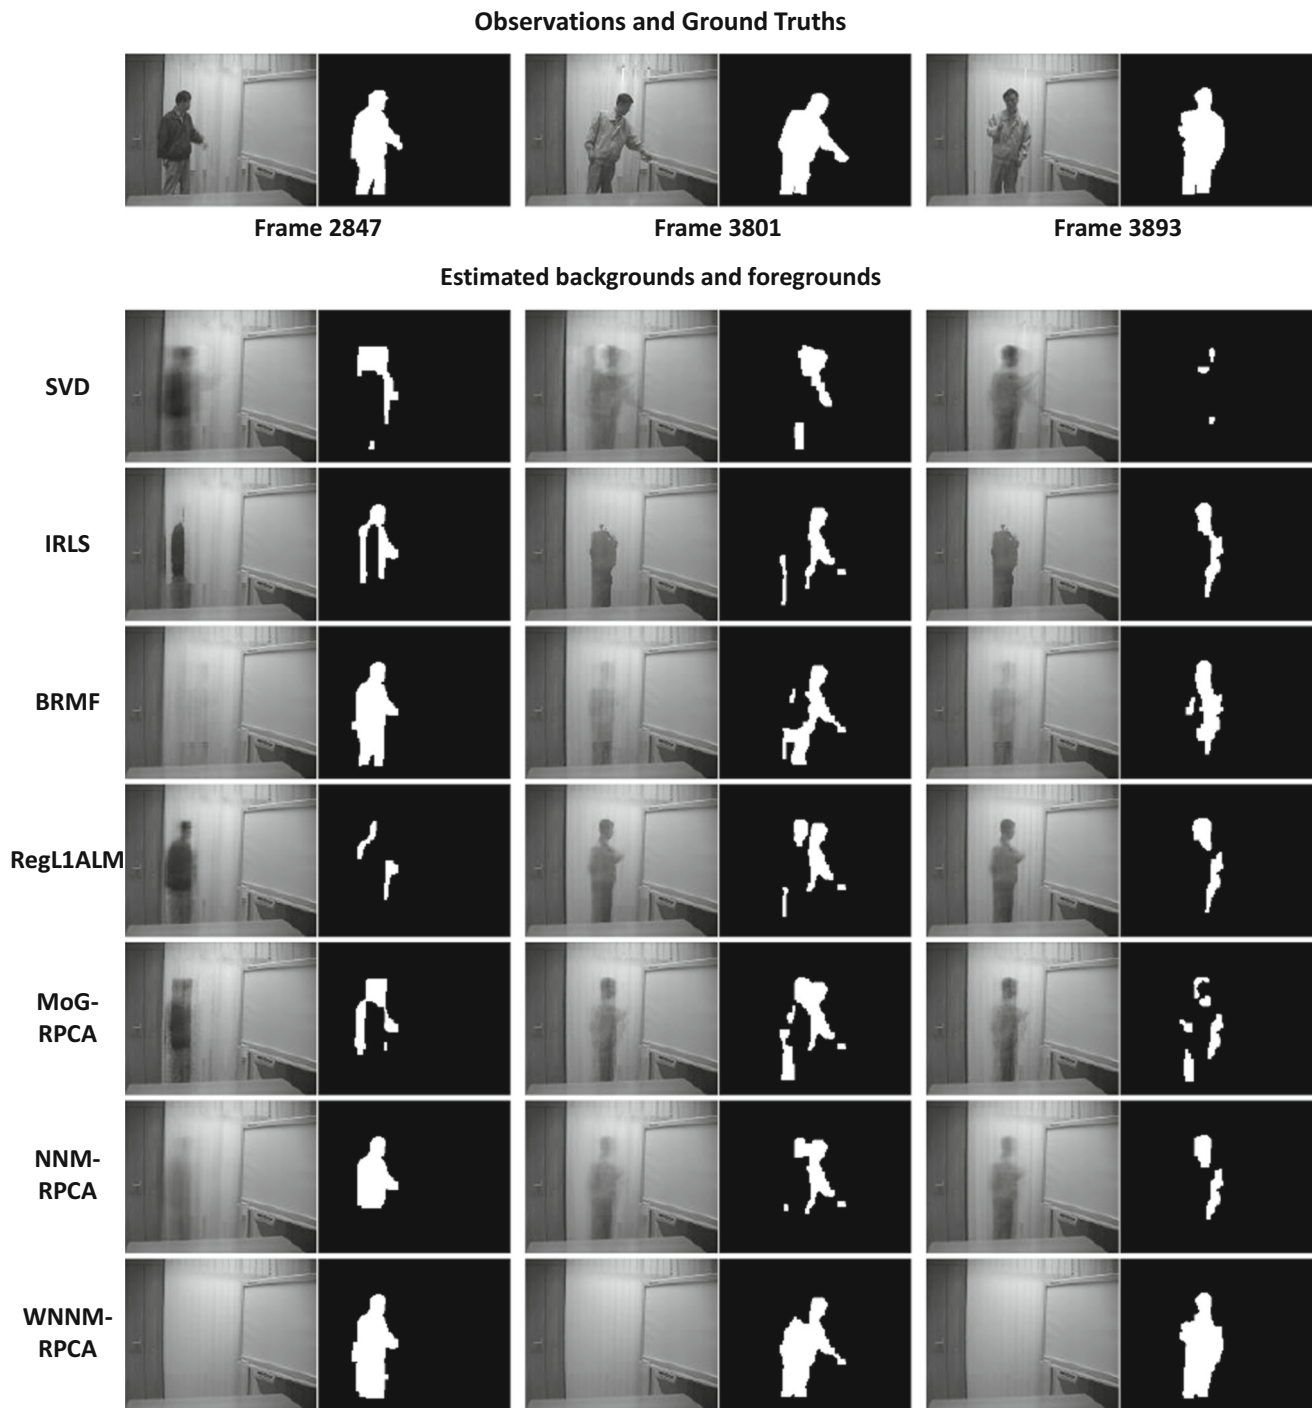 Observations and Ground Truths
Frame 2847
Frame 3801
Frame 3893
Estimated backgrounds and foregrounds
SVD
IRLS
BRMF
RegL1ALM
MoG-
RPCA
NNM-
RPCA
WNNM-
RPCA